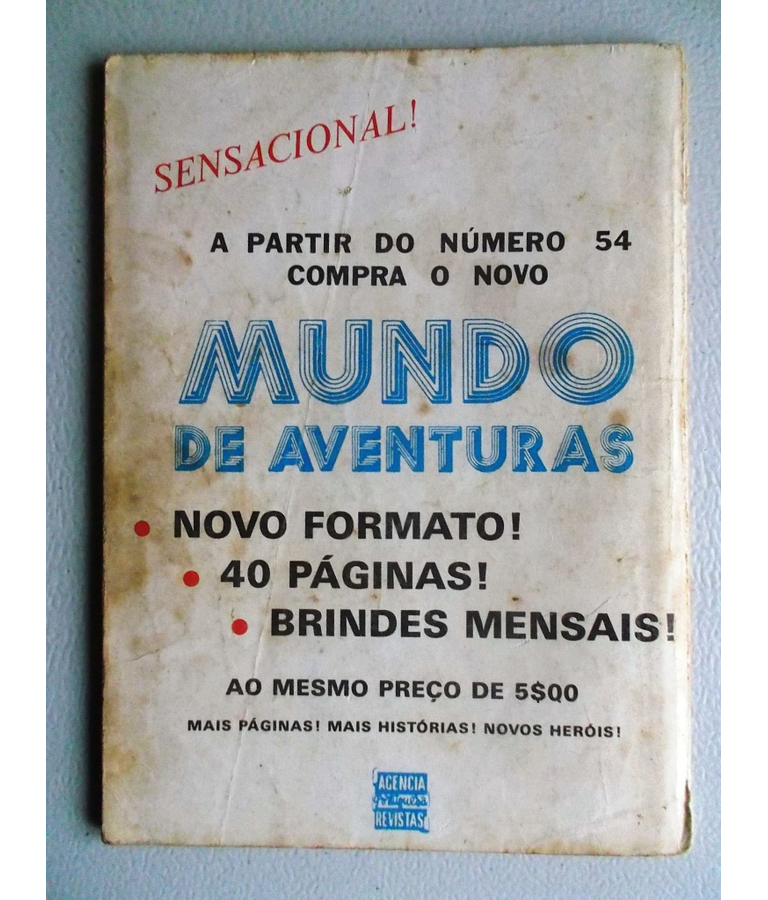 SENSACIONAL!
A PARTIR DO NÚMERO 54
COMPRA O NOVO
MUNDO
DE AVENTURAS
• NOVO FORMATO!
• 40 PÁGINAS!
• BRINDES MENSAIS!
AO MESMO PREÇO DE 5$00
MAIS PÁGINAS! MAIS HISTÓRIAS! NOVOS HERÓIS!
AGENCIA
REVISTAS